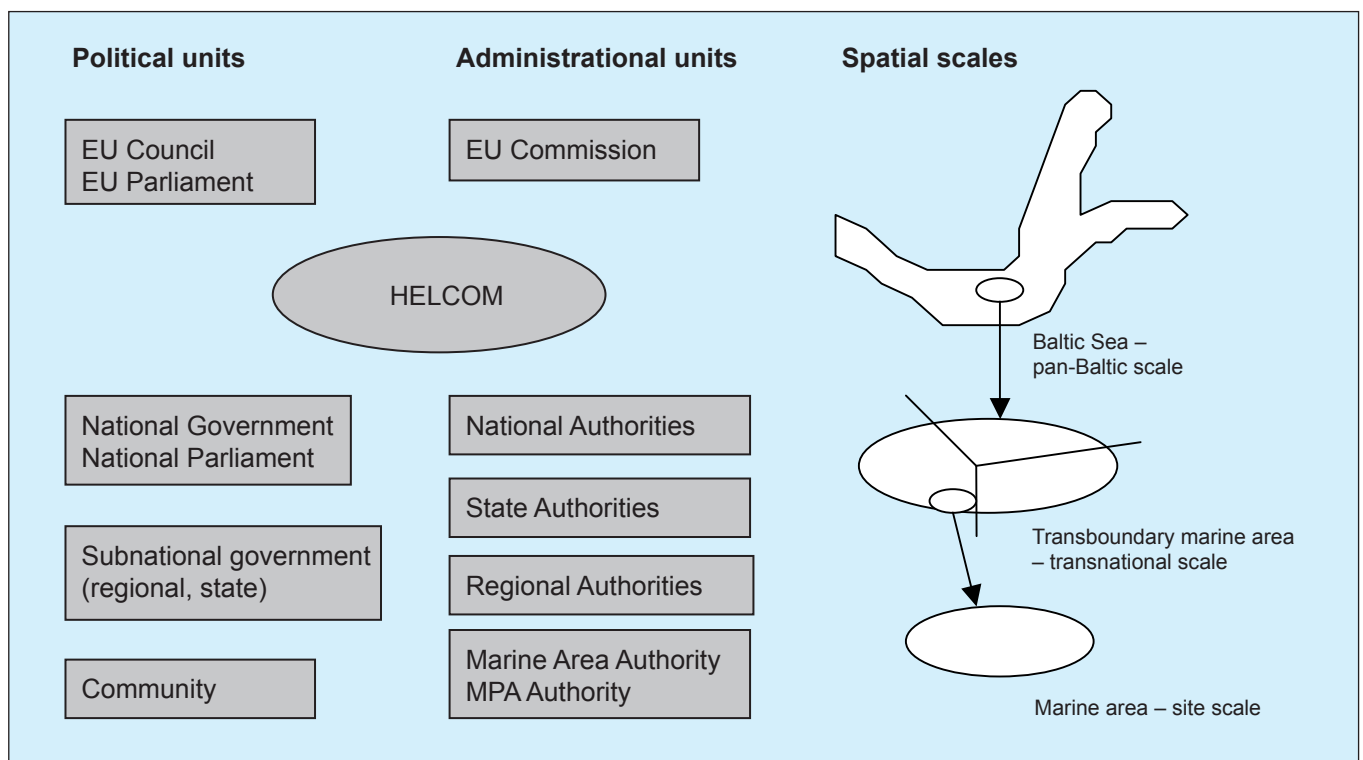 Political units
Administrational units
Spatial scales
EU Council
EU Parliament
EU Commission
HELCOM
Baltic Sea –
pan-Baltic scale
National Government
National Parliament
National Authorities
State Authorities
Subnational government
(regional, state)
Regional Authorities
Transboundary marine area
– transnational scale
Community
Marine Area Authority
MPA Authority
Marine area – site scale